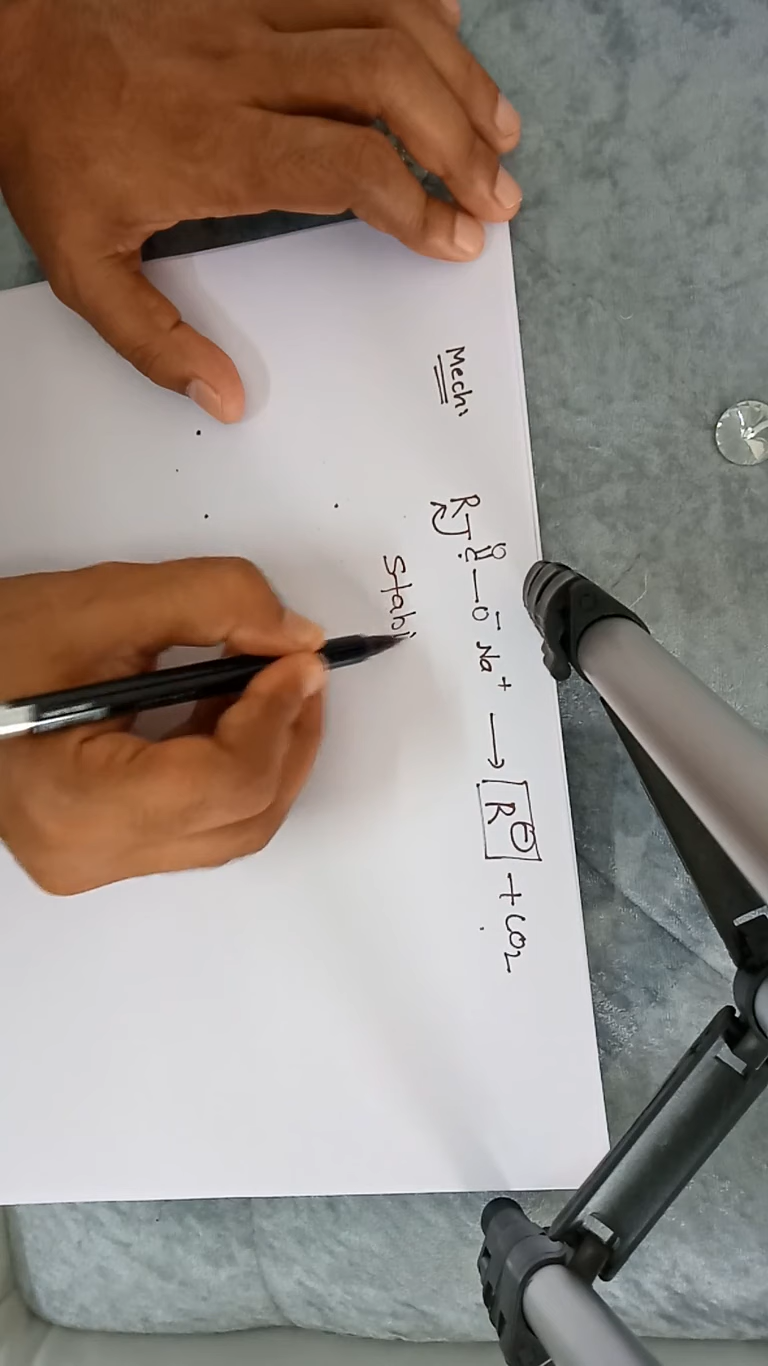 Mech:
R-C-O⁻ Na⁺ ⟶ R⊖ + CO₂
O
Stabi